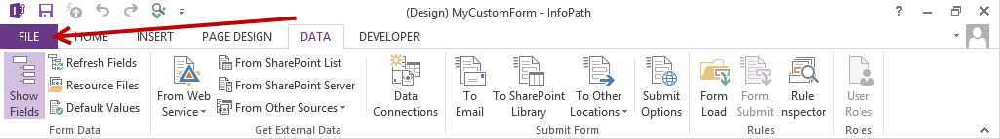 (Design) MyCustomForm - InfoPath
?
FILE HOME INSERT PAGE DESIGN DATA DEVELOPER
Show Fields
Refresh Fields
Resource Files
Default Values
Form Data
From Web Service
From SharePoint List
From SharePoint Server
From Other Sources
Get External Data
Data Connections
To Email
To SharePoint Library
To Other Locations
Submit Options
Submit Form
Form Load
Form Submit
Rule Inspector
Rules
User Roles
Roles